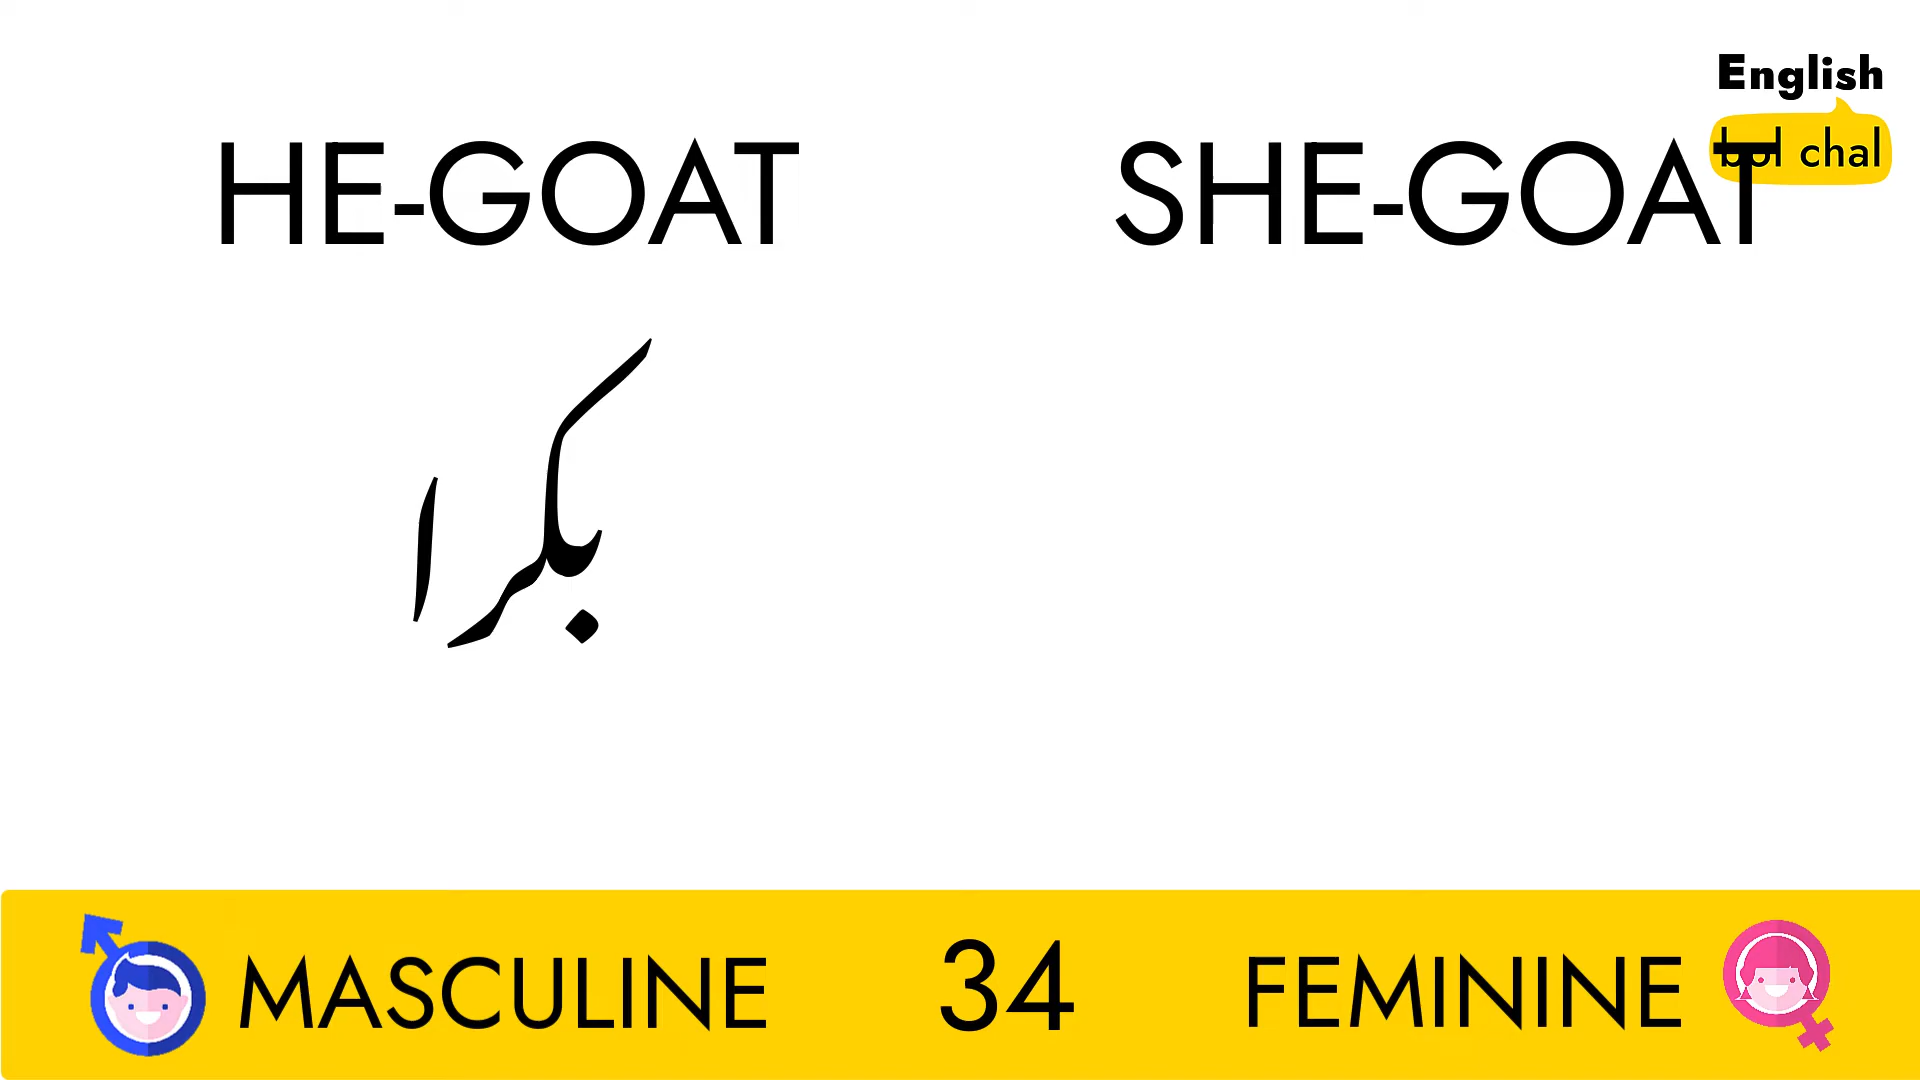 English
bol chal
HE-GOAT SHE-GOAT
بکرا
MASCULINE 34 FEMININE